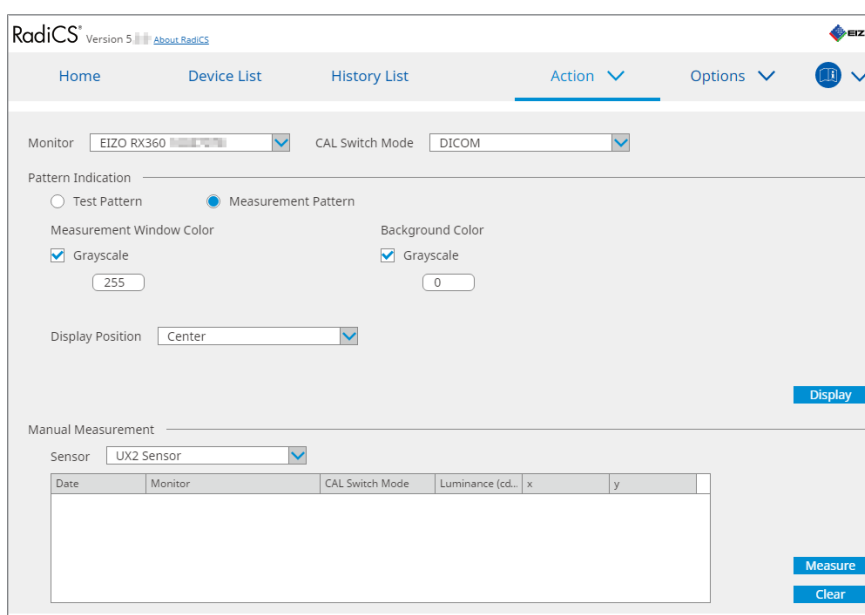 RadiCS® Version 5. About RadiCS EIZ
Home Device List History List Action Options
Monitor EIZO RX360 CAL Switch Mode DICOM
Pattern Indication
Test Pattern Measurement Pattern
Measurement Window Color Background Color
Grayscale Grayscale
255 0
Display Position Center
Display
Manual Measurement
Sensor UX2 Sensor
Date Monitor CAL Switch Mode Luminance (cd... x y
Measure
Clear